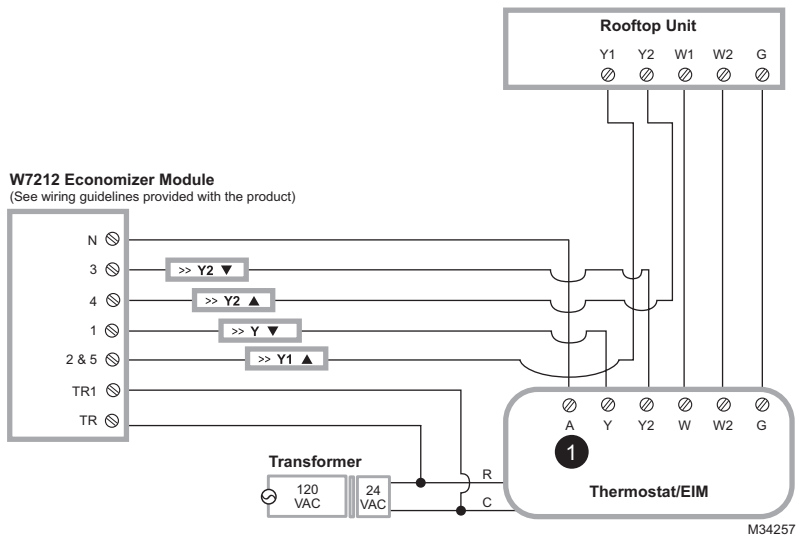 Rooftop Unit
Y1 Y2 W1 W2 G
W7212 Economizer Module
(See wiring guidelines provided with the product)
N
3 >> Y2 ▼
4 >> Y2 ▲
1 >> Y ▼
2 & 5 >> Y1 ▲
TR1
TR
A Y Y2 W W2 G
1
Transformer
120 VAC
24 VAC
R
C
Thermostat/EIM
M34257